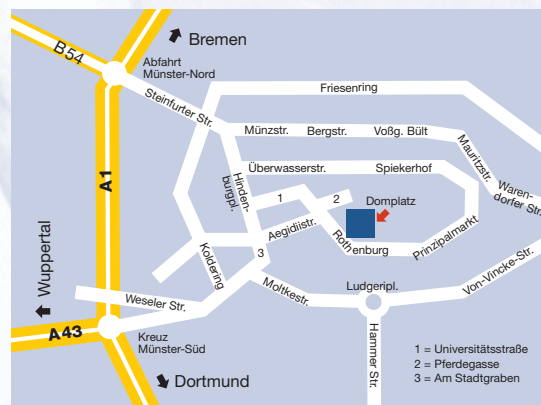 B 54
Bremen
Abfahrt
Münster-Nord
Friesenring
Steinfurter Str.
Münzstr.
Bergstr.
Voßg. Bült
Mauritzstr.
Waren-
dorfer Str.
Überwasserstr.
Spiekerhof
Hinden-
burgpl.
A1
1
2
Domplatz
Aegidiistr.
Rothenburg
Prinzipalmarkt
3
Koldering
Wuppertal
Weseler Str.
Moltkestr.
Ludgeripl.
Von-Vincke-Str.
A43
Kreuz
Münster-Süd
Hammer Str.
Dortmund
1 = Universitätsstraße
2 = Pferdegasse
3 = Am Stadtgraben